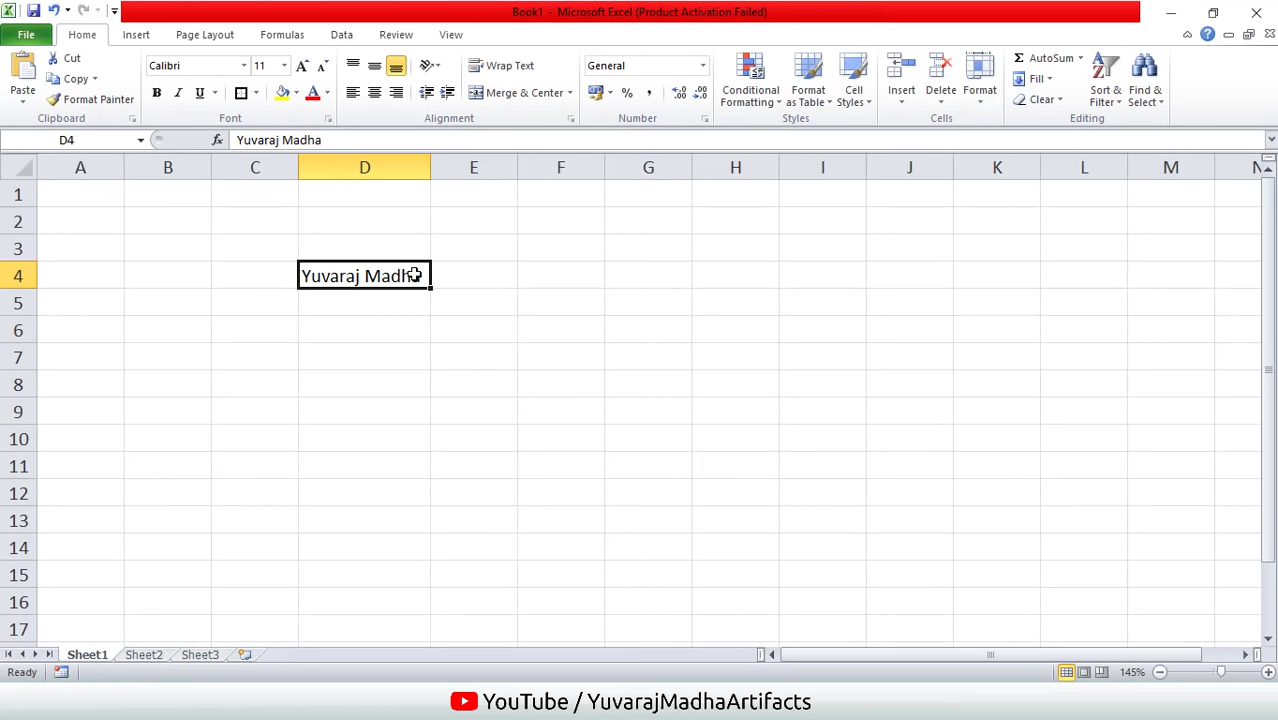 Book1 - Microsoft Excel (Product Activation Failed)
File Home Insert Page Layout Formulas Data Review View
Paste
Cut
Copy
Format Painter
Clipboard
Calibri 11
B I U
Font
Wrap Text
Merge & Center
Alignment
General
%
Number
Conditional Formatting
Format as Table
Cell Styles
Styles
Insert
Delete
Format
Cells
AutoSum
Fill
Clear
Sort & Filter
Find & Select
Editing
D4 fx Yuvaraj Madha
A B C D E F G H I J K L M N
1
2
3
4 Yuvaraj Madha
5
6
7
8
9
10
11
12
13
14
15
16
17
Sheet1 Sheet2 Sheet3
Ready 145%
YouTube / YuvarajMadhaArtifacts